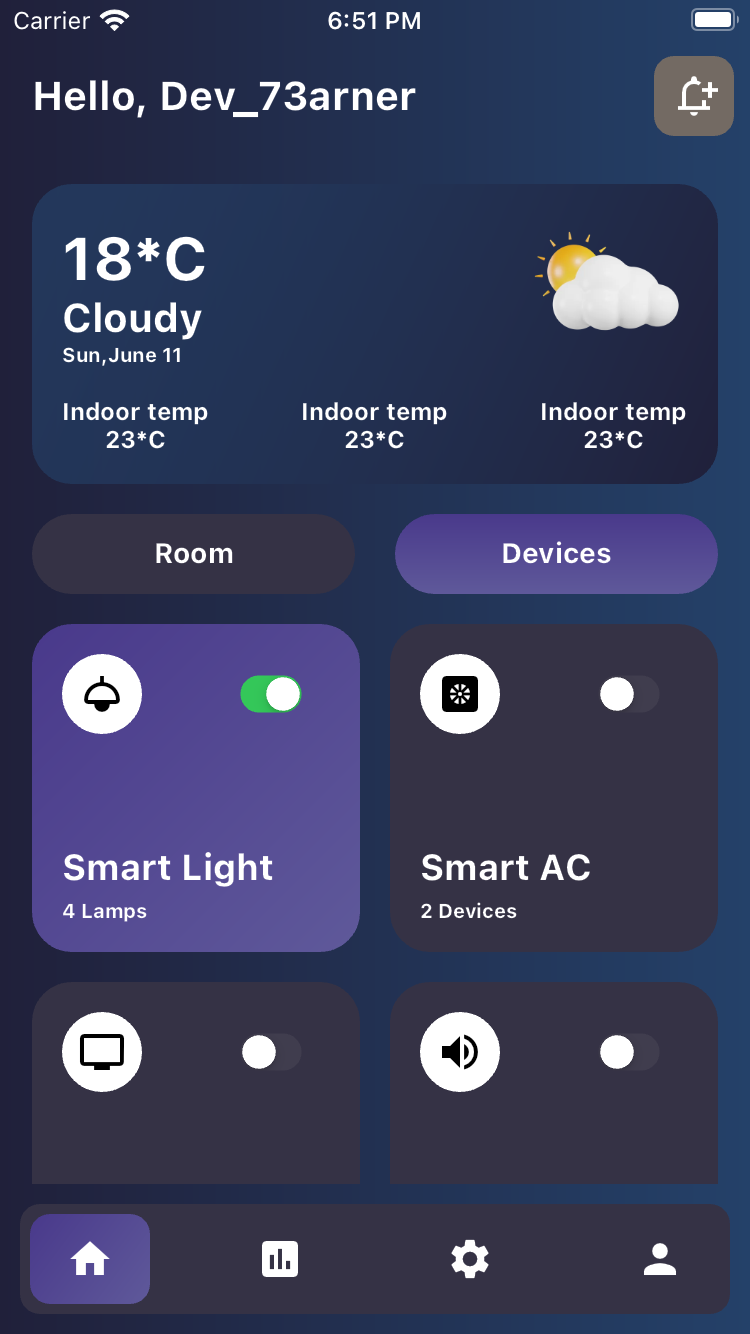 Carrier 6:51 PM
Hello, Dev_73arner
18*C
Cloudy
Sun,June 11
Indoor temp Indoor temp Indoor temp
23*C 23*C 23*C
Room Devices
Smart Light Smart AC
4 Lamps 2 Devices